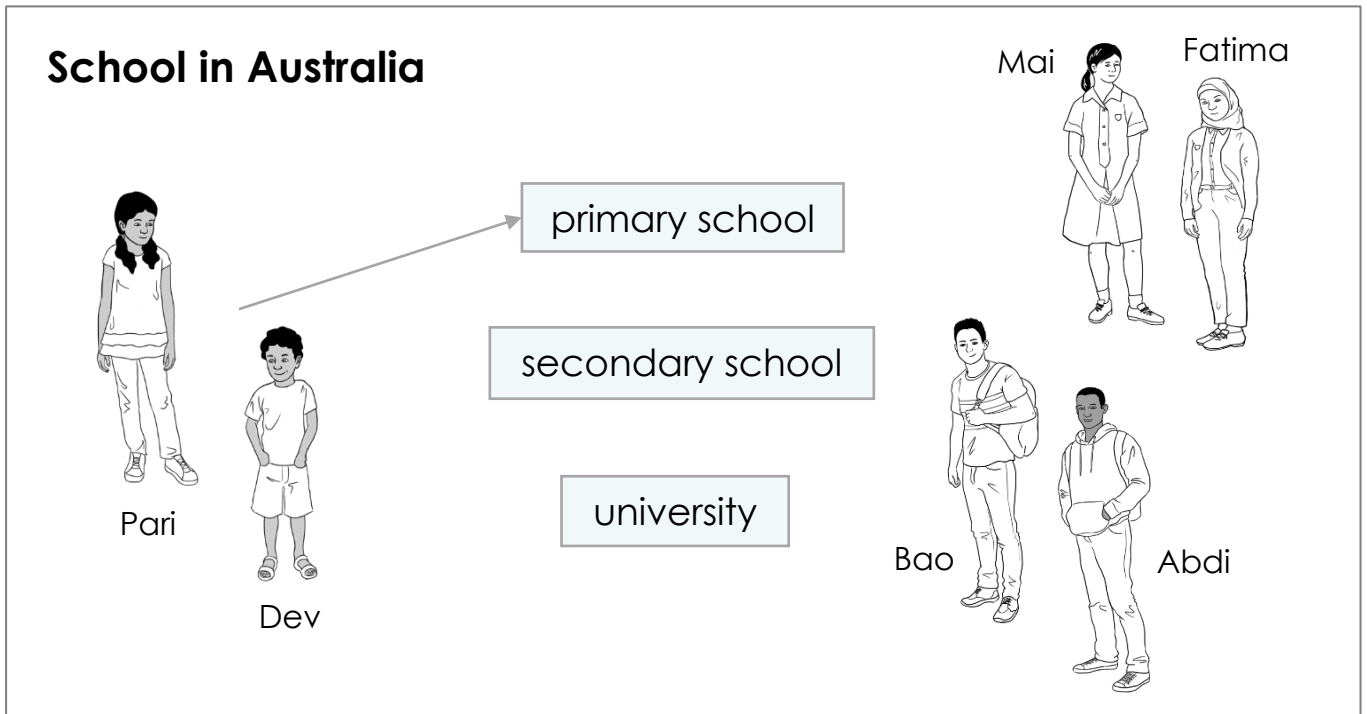 School in Australia
Mai
Fatima
primary school
secondary school
university
Pari
Dev
Bao
Abdi